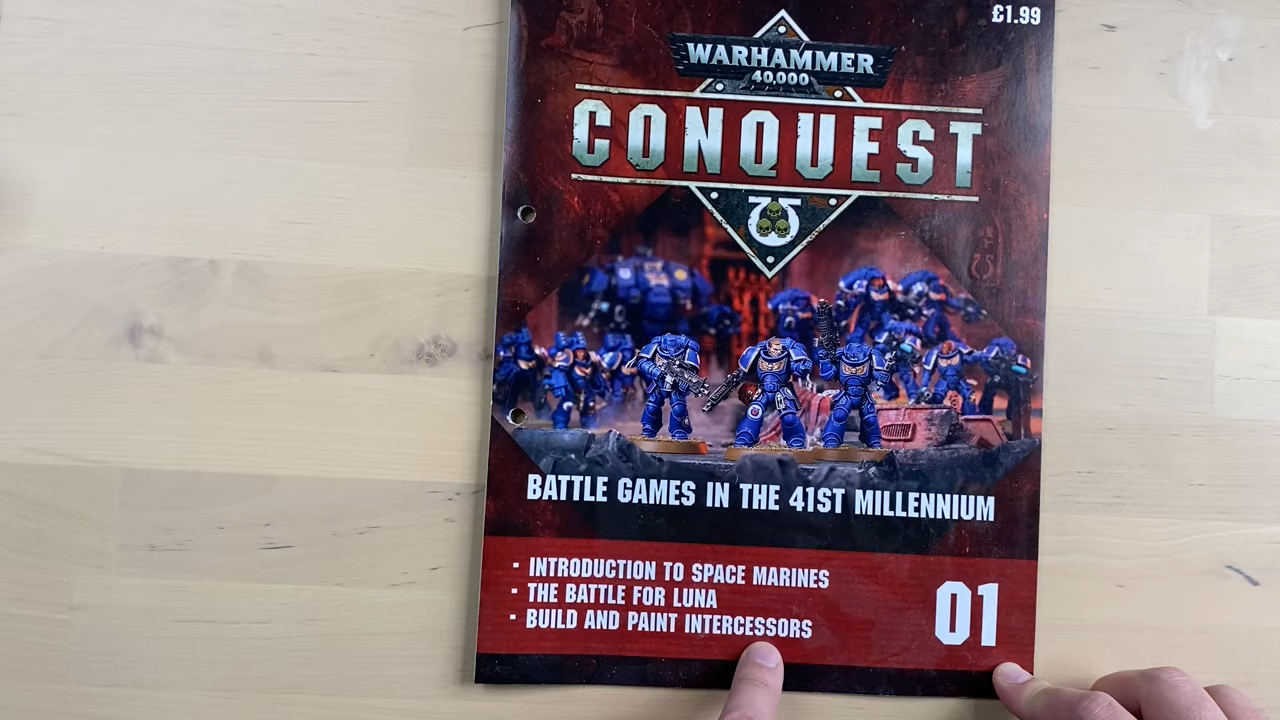 £1.99
WARHAMMER
40,000
CONQUEST
BATTLE GAMES IN THE 41ST MILLENNIUM
· INTRODUCTION TO SPACE MARINES
· THE BATTLE FOR LUNA
· BUILD AND PAINT INTERCESSORS
01